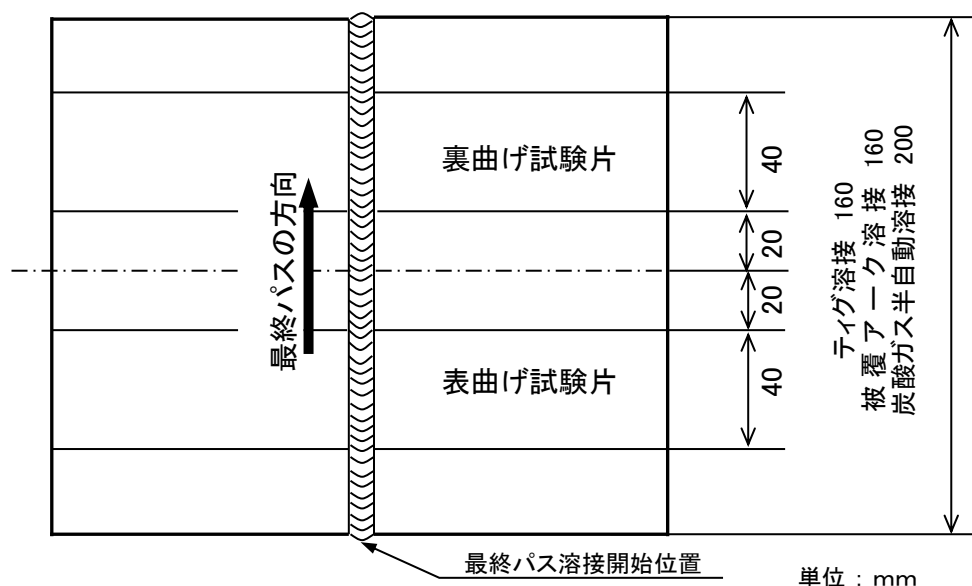 裏曲げ試験片
40
最終パスの方向
20
20
表曲げ試験片
40
ティグ溶接 160
被覆アーク溶接 160
炭酸ガス半自動溶接 200
最終パス溶接開始位置
単位：mm